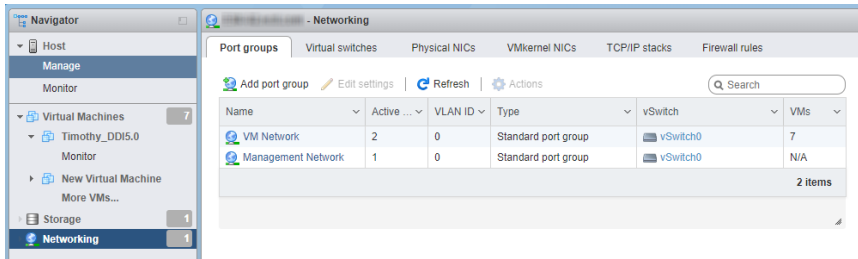 Navigator
Host
Manage
Monitor
Virtual Machines 7
Timothy_DDI5.0
Monitor
New Virtual Machine
More VMs...
Storage 1
Networking 1
- Networking
Port groups Virtual switches Physical NICs VMkernel NICs TCP/IP stacks Firewall rules
Add port group Edit settings Refresh Actions Search
Name Active ... VLAN ID Type vSwitch VMs
VM Network 2 0 Standard port group vSwitch0 7
Management Network 1 0 Standard port group vSwitch0 N/A
2 items